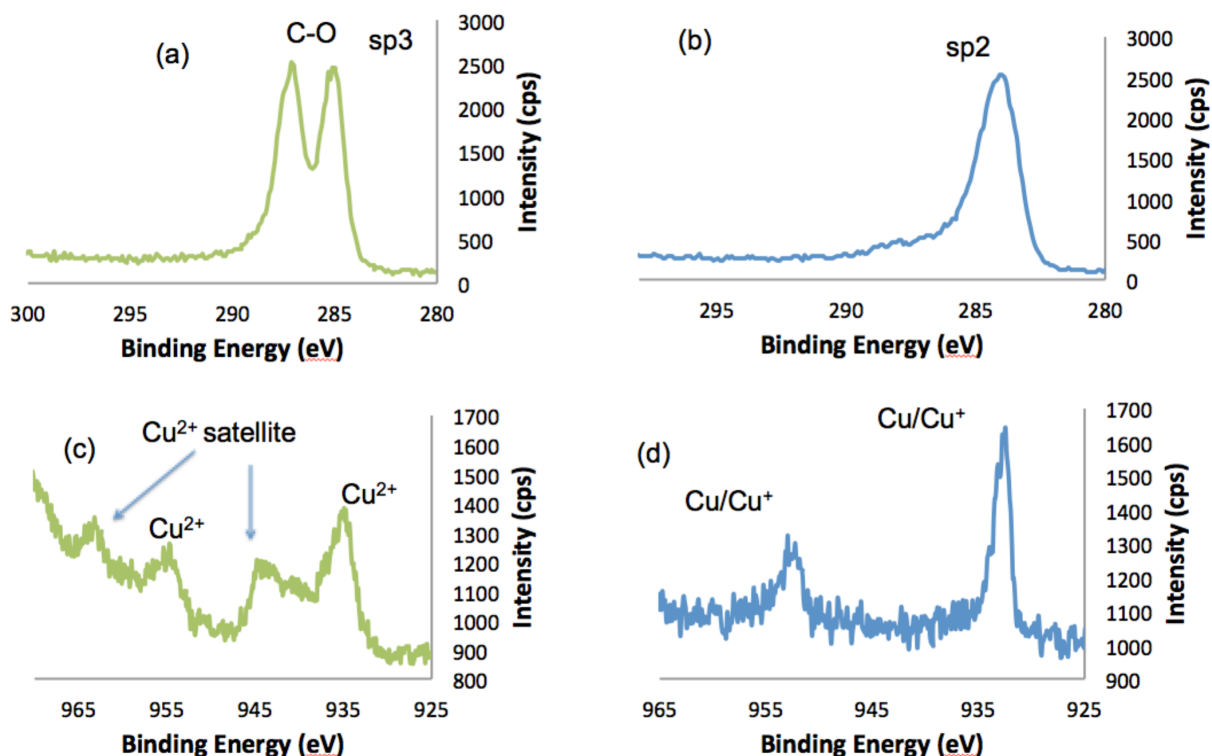 (a)
C-O
sp3
3000
2500
2000
1500
1000
500
0
Intensity (cps)
300 295 290 285 280
Binding Energy (eV)
(b)
sp2
3000
2500
2000
1500
1000
500
0
Intensity (cps)
295 290 285 280
Binding Energy (eV)
(c)
Cu²⁺ satellite
Cu²⁺
Cu²⁺
1700
1600
1500
1400
1300
1200
1100
1000
900
800
Intensity (cps)
965 955 945 935 925
Binding Energy (eV)
(d)
Cu/Cu⁺
Cu/Cu⁺
1700
1600
1500
1400
1300
1200
1100
1000
900
Intensity (cps)
965 955 945 935 925
Binding Energy (eV)